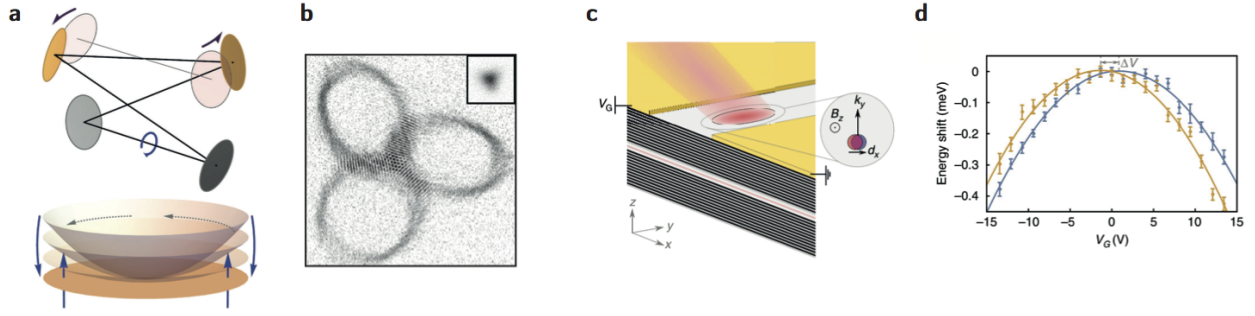 a
b
c
V_G
B_z
k_y
d_x
z
y
x
d
ΔV
Energy shift (meV)
0
−0.1
−0.2
−0.3
−0.4
−15
−10
−5
0
5
10
15
V_G (V)